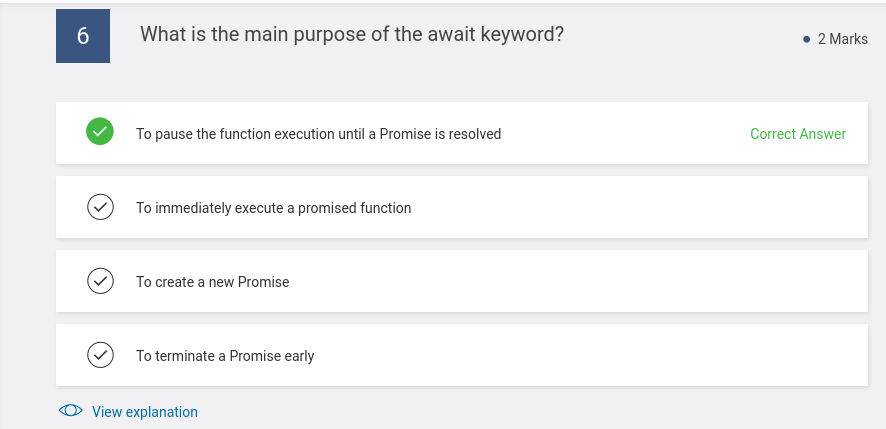 6
What is the main purpose of the await keyword?
2 Marks
To pause the function execution until a Promise is resolved
Correct Answer
To immediately execute a promised function
To create a new Promise
To terminate a Promise early
View explanation